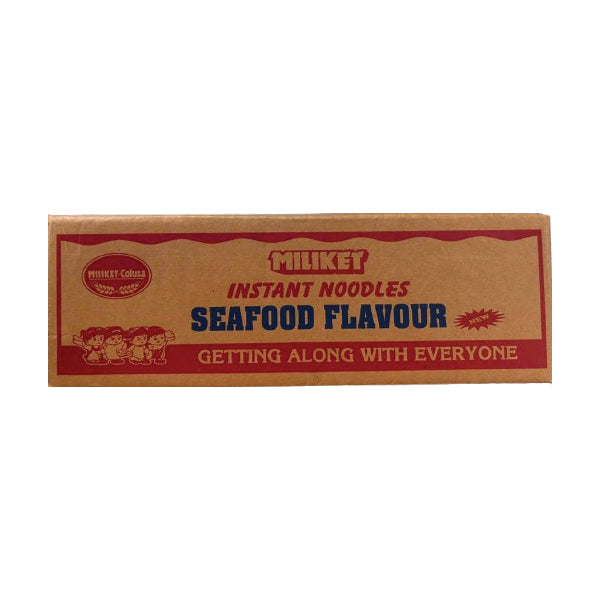 MILIKET-Colusa
MILIKET
INSTANT NOODLES
SEAFOOD FLAVOUR
NEW
GETTING ALONG WITH EVERYONE